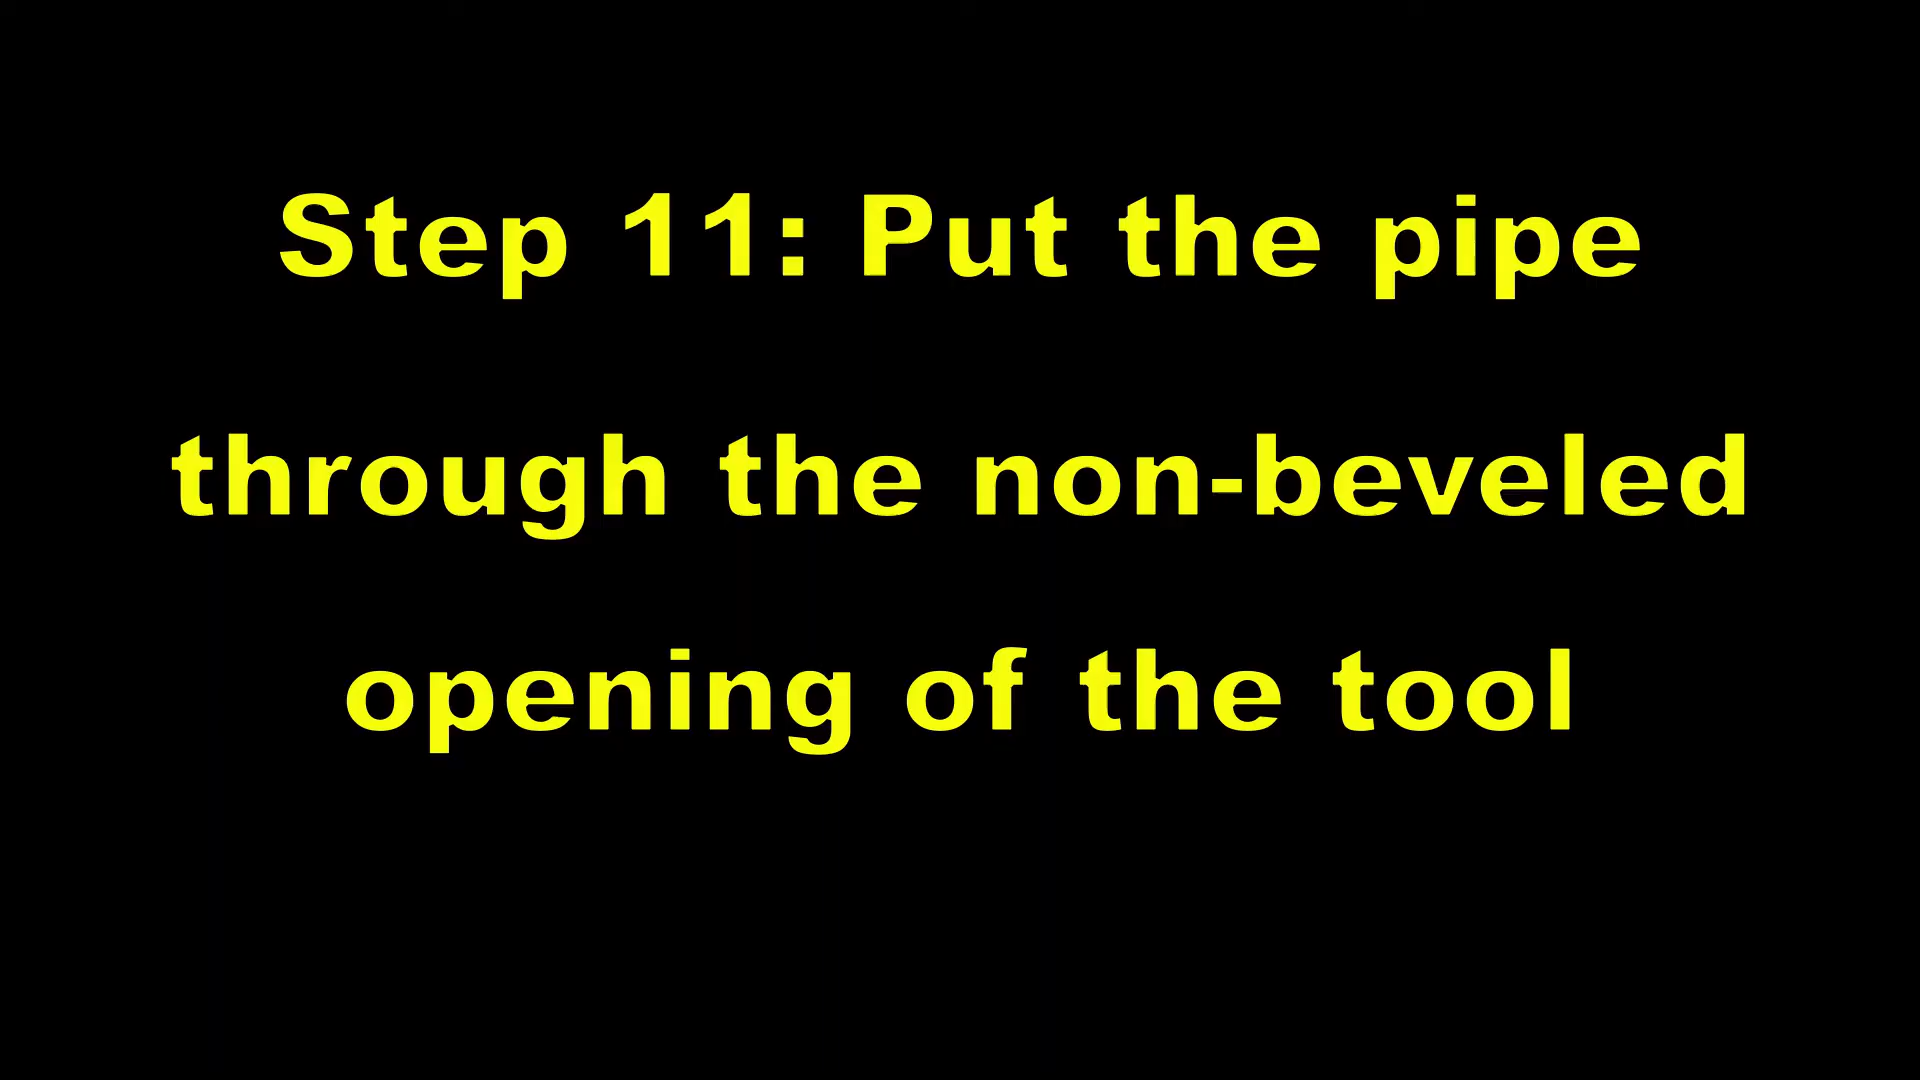 Step 11: Put the pipe
through the non-beveled
opening of the tool